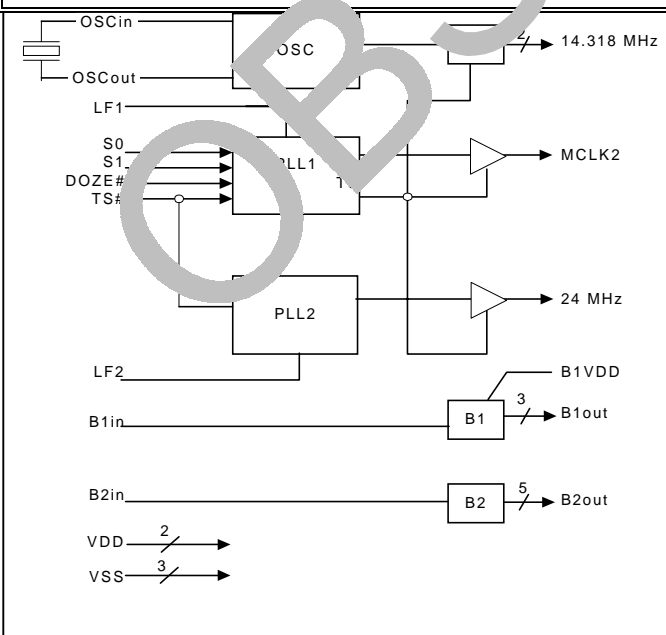 OSCin
OSC
2
14.318 MHz
OSCout
LF1
S0
S1
PLL1
MCLK2
DOZE#
TS#
PLL2
24 MHz
LF2
B1VDD
B1in
B1
3
B1out
B2in
B2
5
B2out
VDD
2
VSS
3